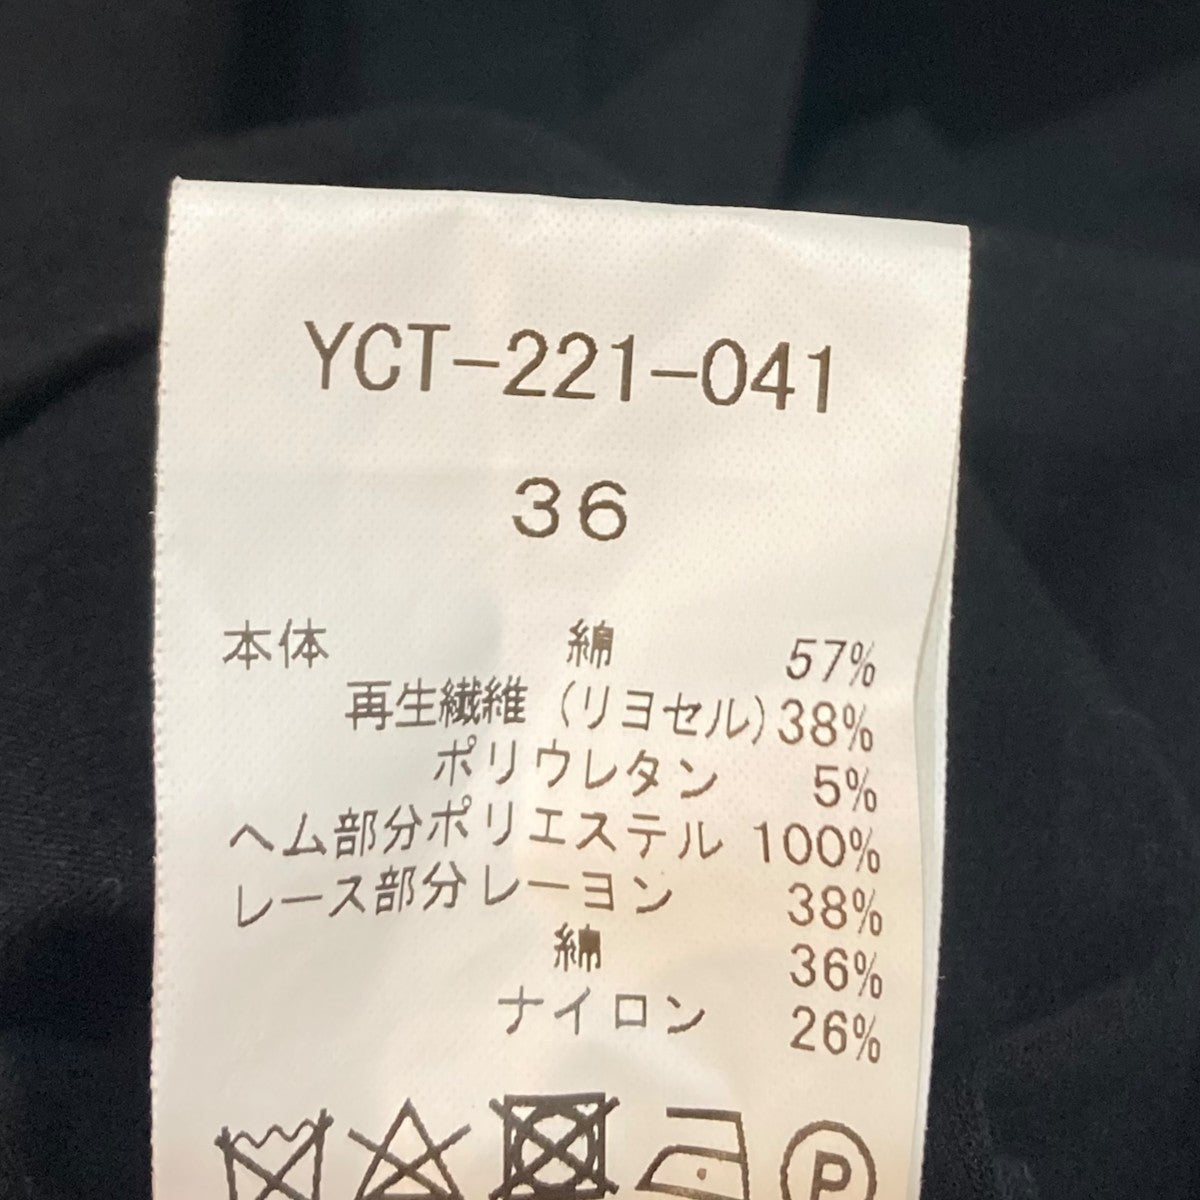 YCT-221-041
36
本体 綿 57%
再生繊維(リヨセル)38%
ポリウレタン 5%
ヘム部分ポリエステル 100%
レース部分レーヨン 38%
綿 36%
ナイロン 26%
P